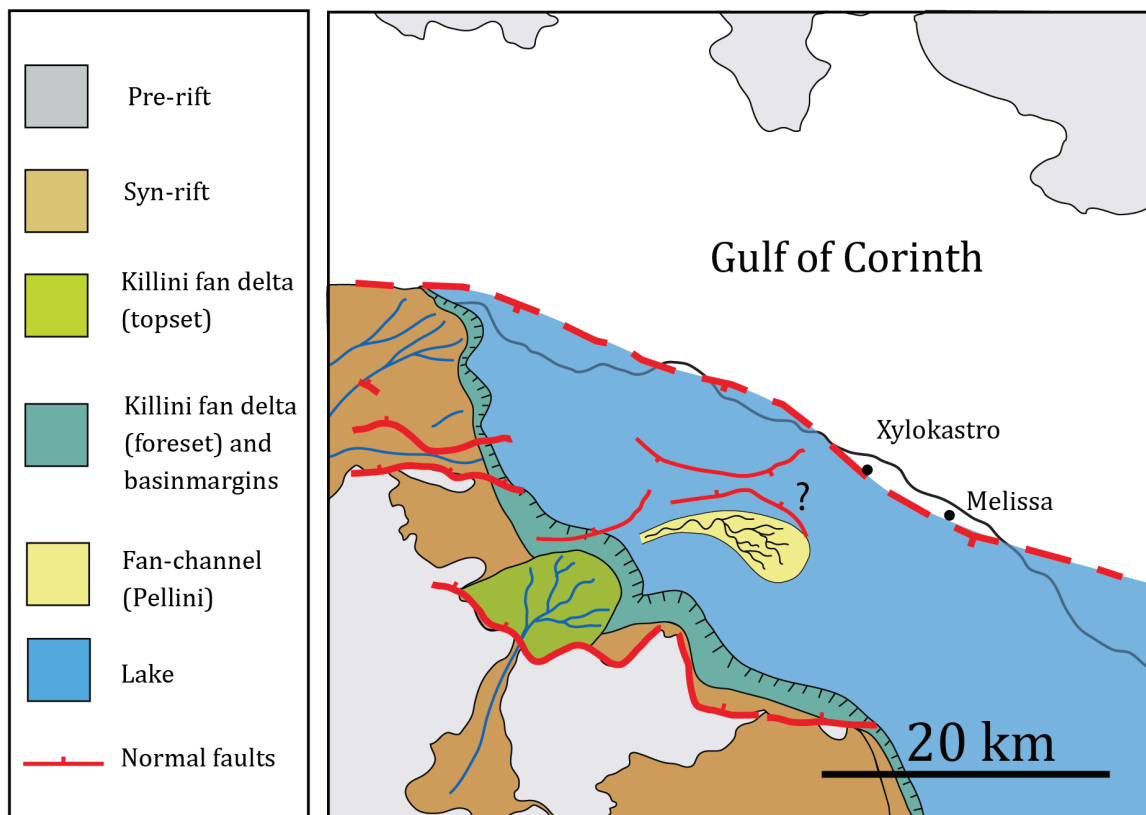 Pre-rift
Syn-rift
Killini fan delta
(topset)
Killini fan delta
(foreset) and
basinmargins
Fan-channel
(Pellini)
Lake
Normal faults
Gulf of Corinth
Xylokastro
Melissa
?
20 km